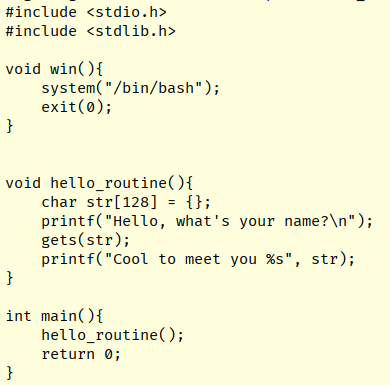 #include <stdio.h>
#include <stdlib.h>

void win(){
    system("/bin/bash");
    exit(0);
}


void hello_routine(){
    char str[128] = {};
    printf("Hello, what's your name?\n");
    gets(str);
    printf("Cool to meet you %s", str);
}

int main(){
    hello_routine();
    return 0;
}